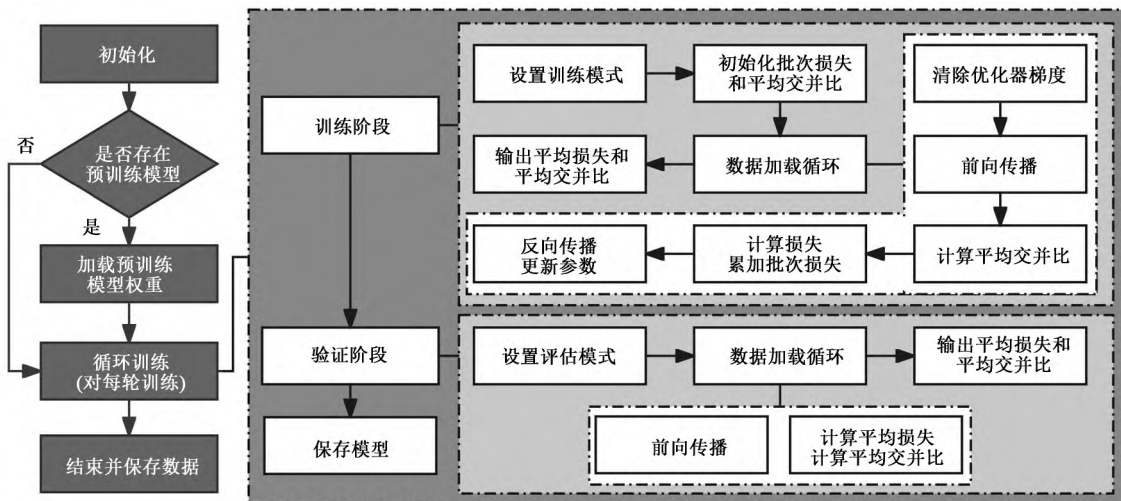 初始化
否
是否存在
预训练模型
是
加载预训练
模型权重
循环训练
(对每轮训练)
结束并保存数据
训练阶段
验证阶段
保存模型
设置训练模式
初始化批次损失
和平均交并比
清除优化器梯度
输出平均损失和
平均交并比
数据加载循环
前向传播
反向传播
更新参数
计算损失
累加批次损失
计算平均交并比
设置评估模式
数据加载循环
输出平均损失和
平均交并比
前向传播
计算平均损失
计算平均交并比